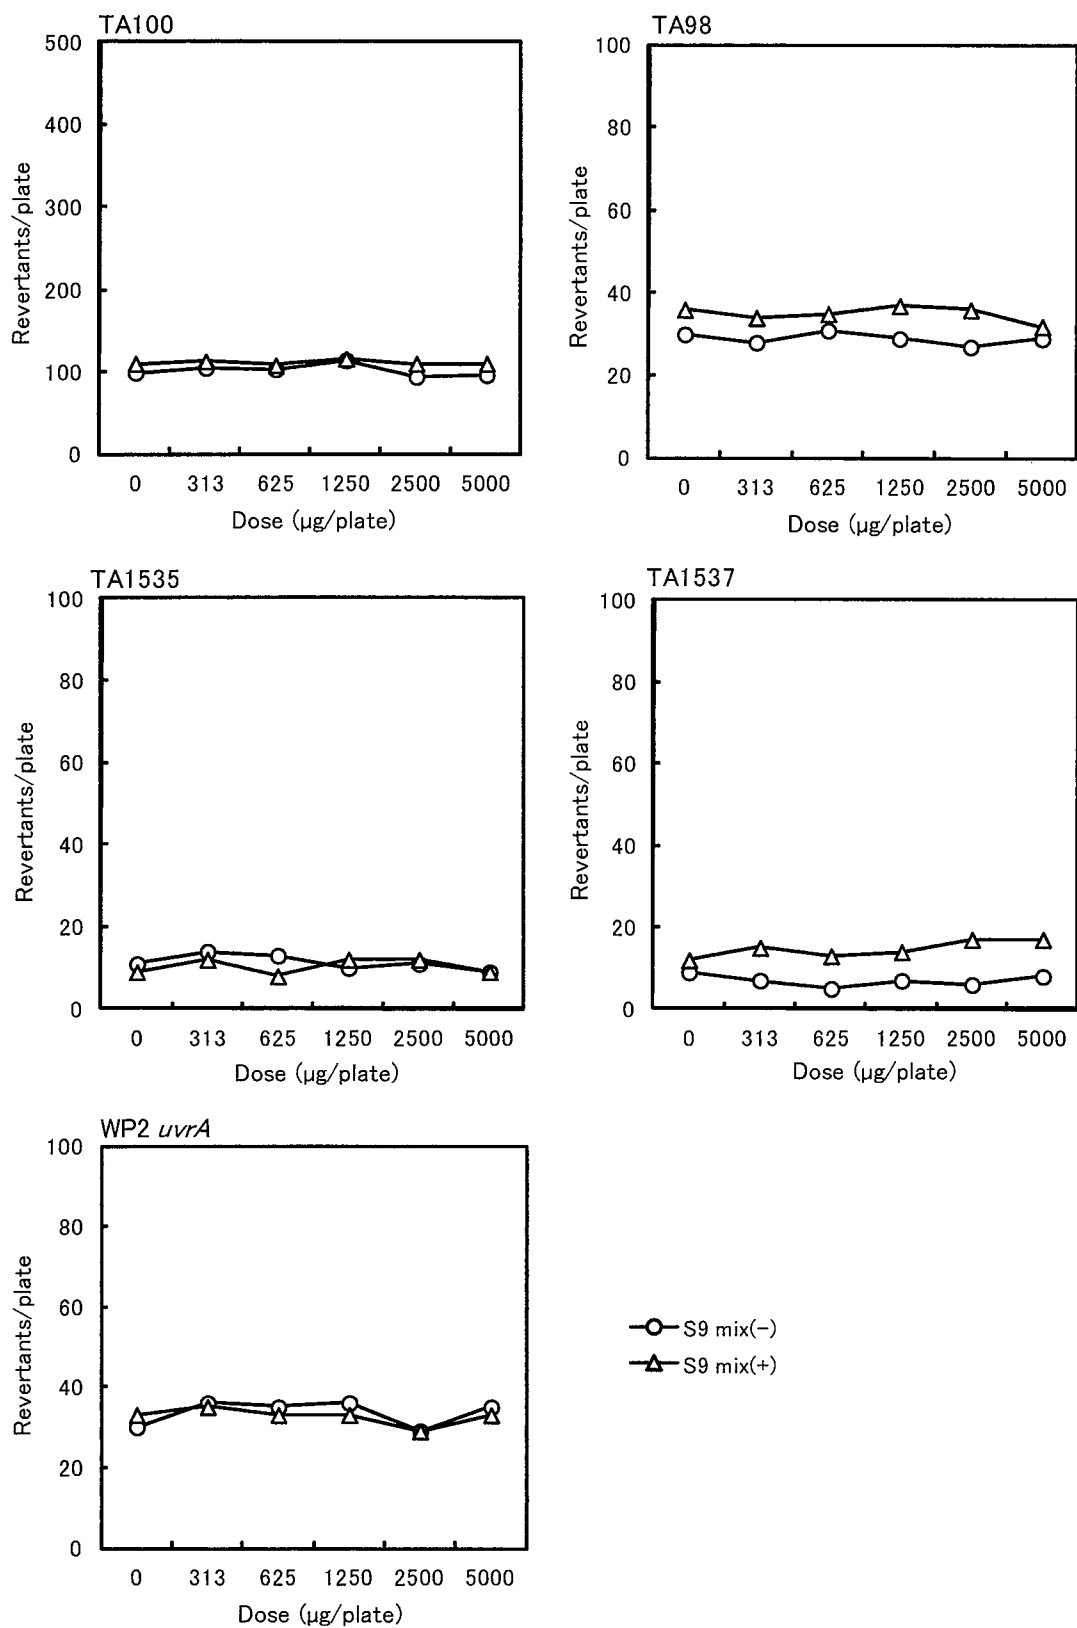 TA100
500
400
300
200
100
0
Revertants/plate
0 313 625 1250 2500 5000
Dose (μg/plate)
TA98
100
80
60
40
20
0
Revertants/plate
0 313 625 1250 2500 5000
Dose (μg/plate)
TA1535
100
80
60
40
20
0
Revertants/plate
0 313 625 1250 2500 5000
Dose (μg/plate)
TA1537
100
80
60
40
20
0
Revertants/plate
0 313 625 1250 2500 5000
Dose (μg/plate)
WP2 uvrA
100
80
60
40
20
0
Revertants/plate
0 313 625 1250 2500 5000
Dose (μg/plate)
S9 mix(-)
S9 mix(+)